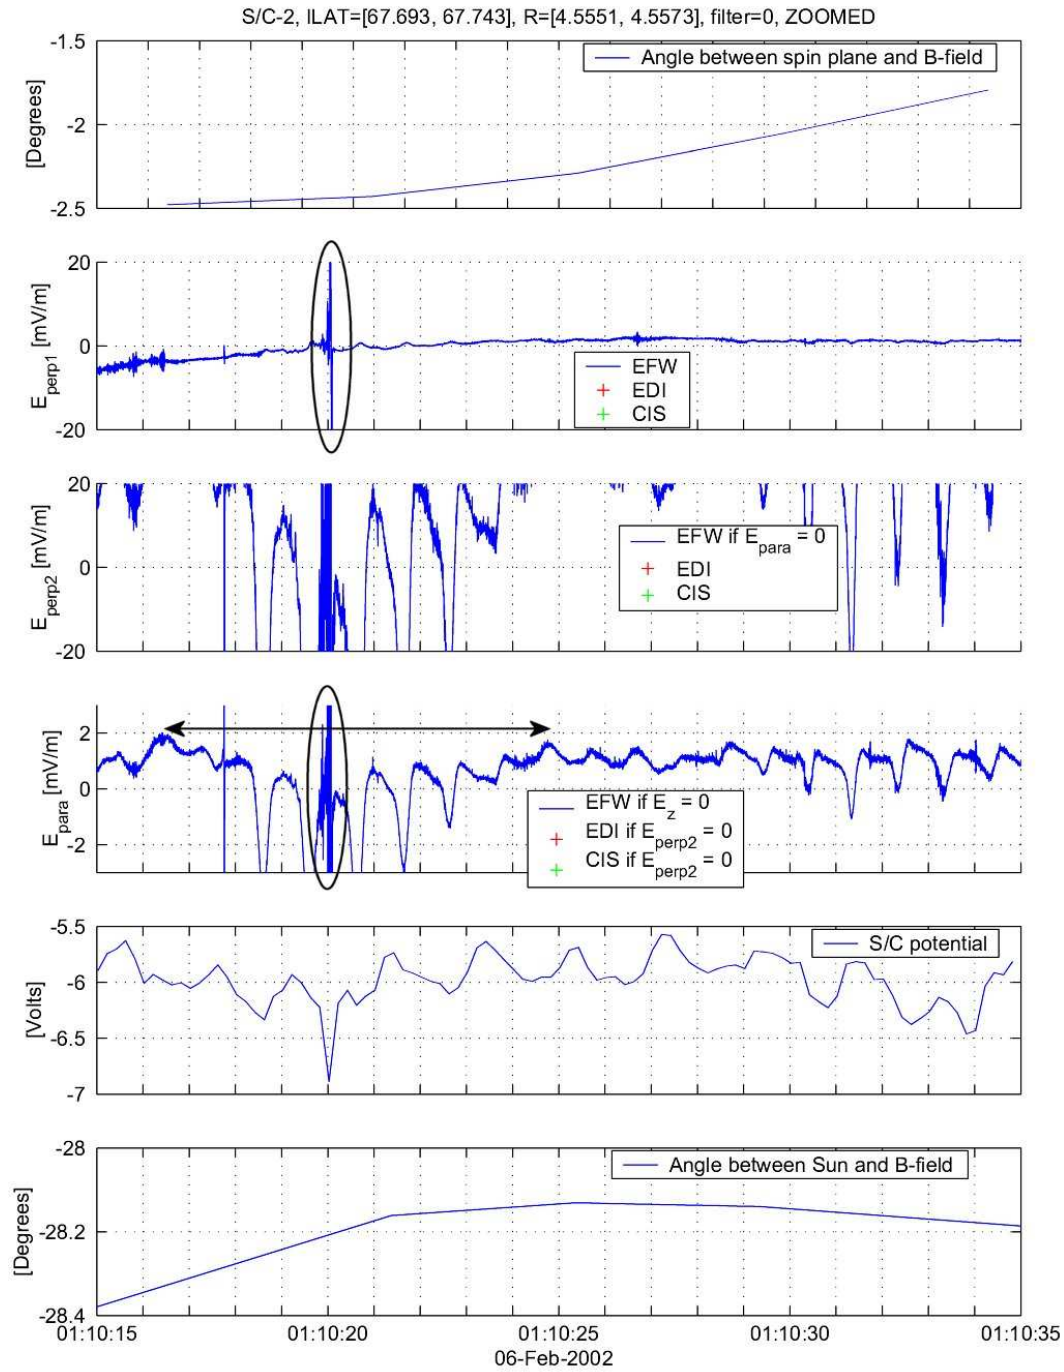 S/C-2, ILAT=[67.693, 67.743], R=[4.5551, 4.5573], filter=0, ZOOMED
-1.5
-2
-2.5
[Degrees]
Angle between spin plane and B-field
20
0
-20
E_perp1 [mV/m]
EFW
EDI
CIS
20
0
-20
E_perp2 [mV/m]
EFW if E_para = 0
EDI
CIS
2
0
-2
E_para [mV/m]
EFW if E_z = 0
EDI if E_perp2 = 0
CIS if E_perp2 = 0
-5.5
-6
-6.5
-7
[Volts]
S/C potential
-28
-28.2
-28.4
[Degrees]
Angle between Sun and B-field
01:10:15 01:10:20 01:10:25 01:10:30 01:10:35
06-Feb-2002